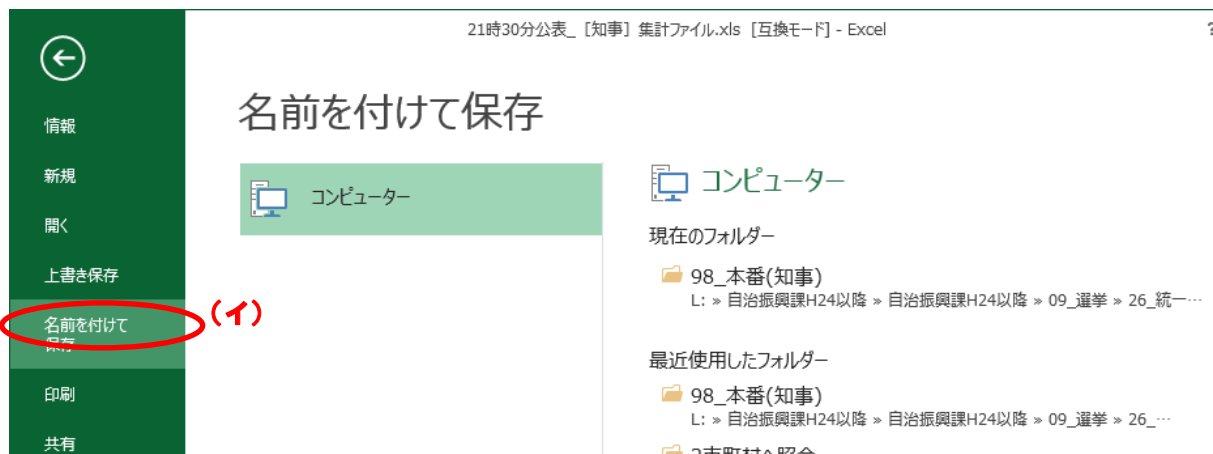 21時30分公表_［知事］集計ファイル.xls [互換モード] - Excel
?
情報
新規
開く
上書き保存
名前を付けて
保存
印刷
共有
(イ)
名前を付けて保存
コンピューター
コンピューター
現在のフォルダー
98_本番(知事)
L: » 自治振興課H24以降 » 自治振興課H24以降 » 09_選挙 » 26_統一…
最近使用したフォルダー
98_本番(知事)
L: » 自治振興課H24以降 » 自治振興課H24以降 » 09_選挙 » 26_…